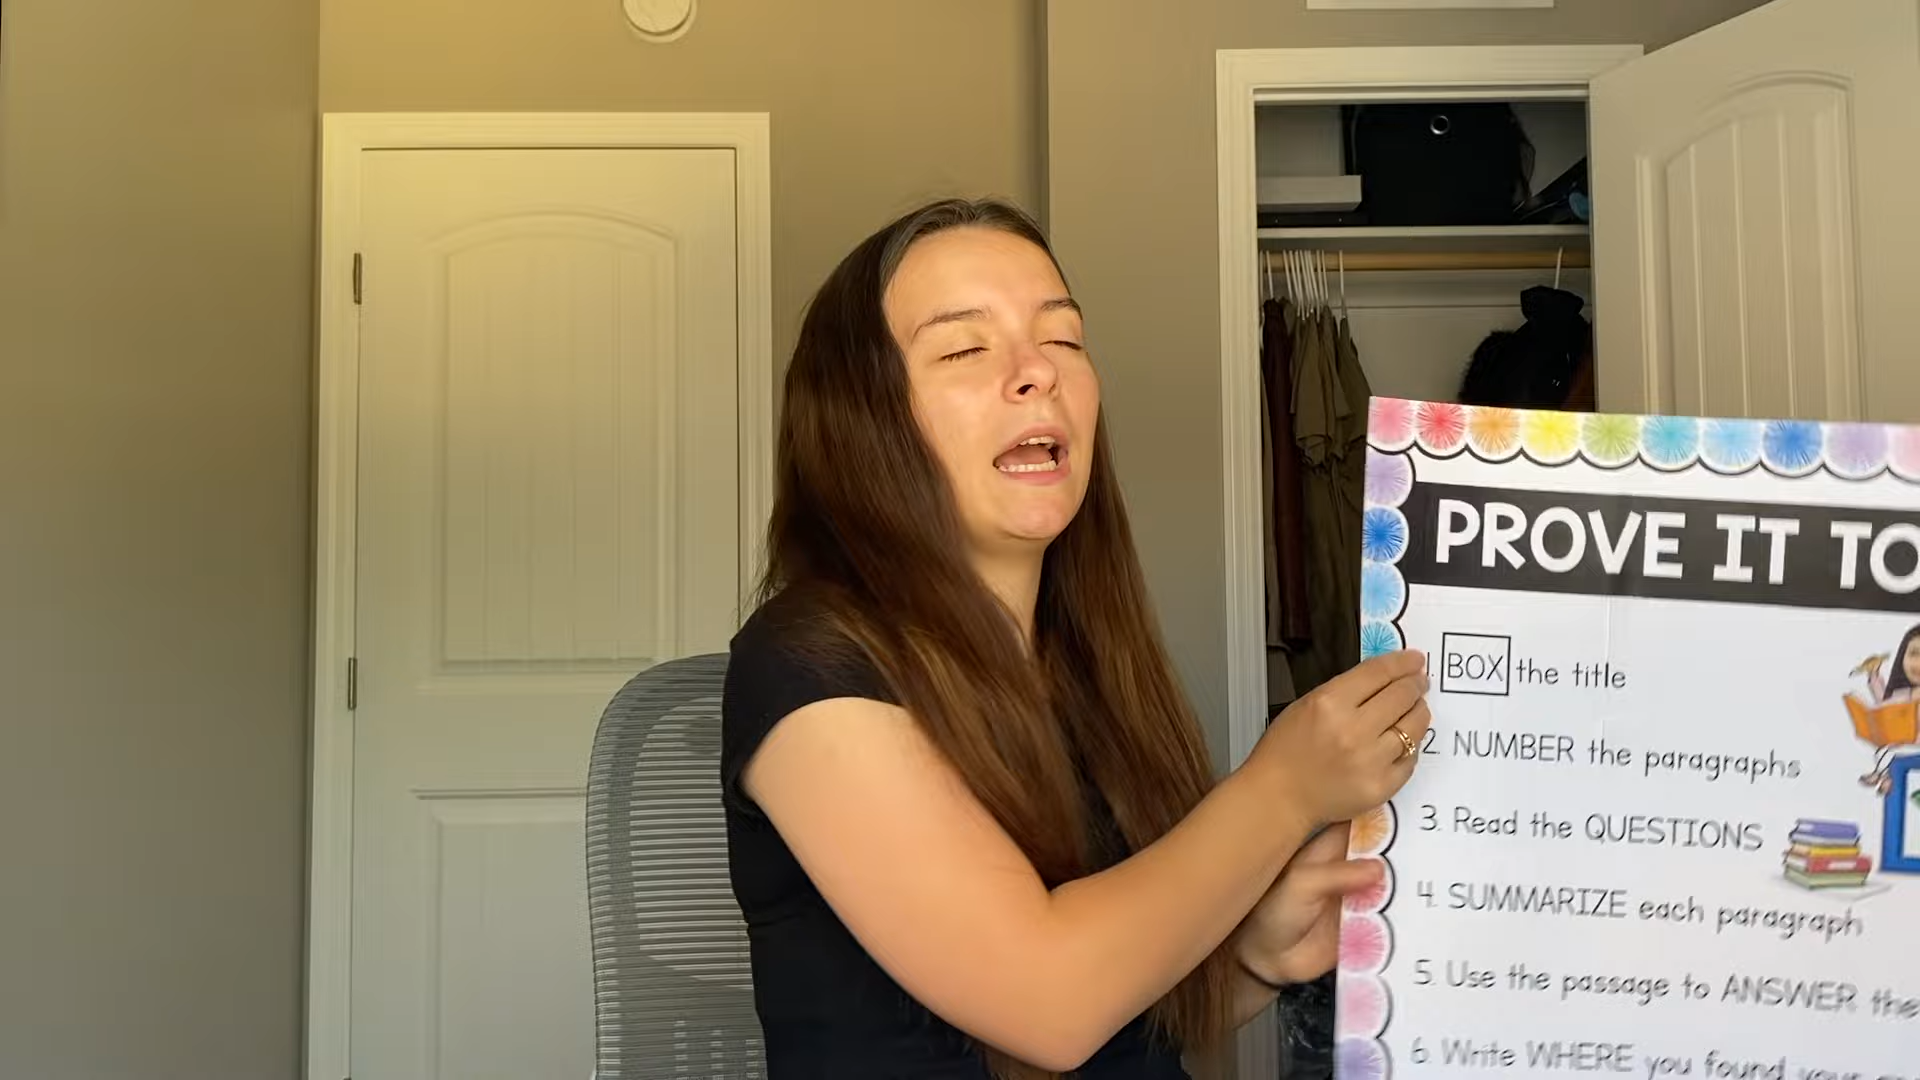 PROVE IT TO
1. BOX the title
2. NUMBER the paragraphs
3. Read the QUESTIONS
4. SUMMARIZE each paragraph
5. Use the passage to ANSWER the
6. Write WHERE you found your